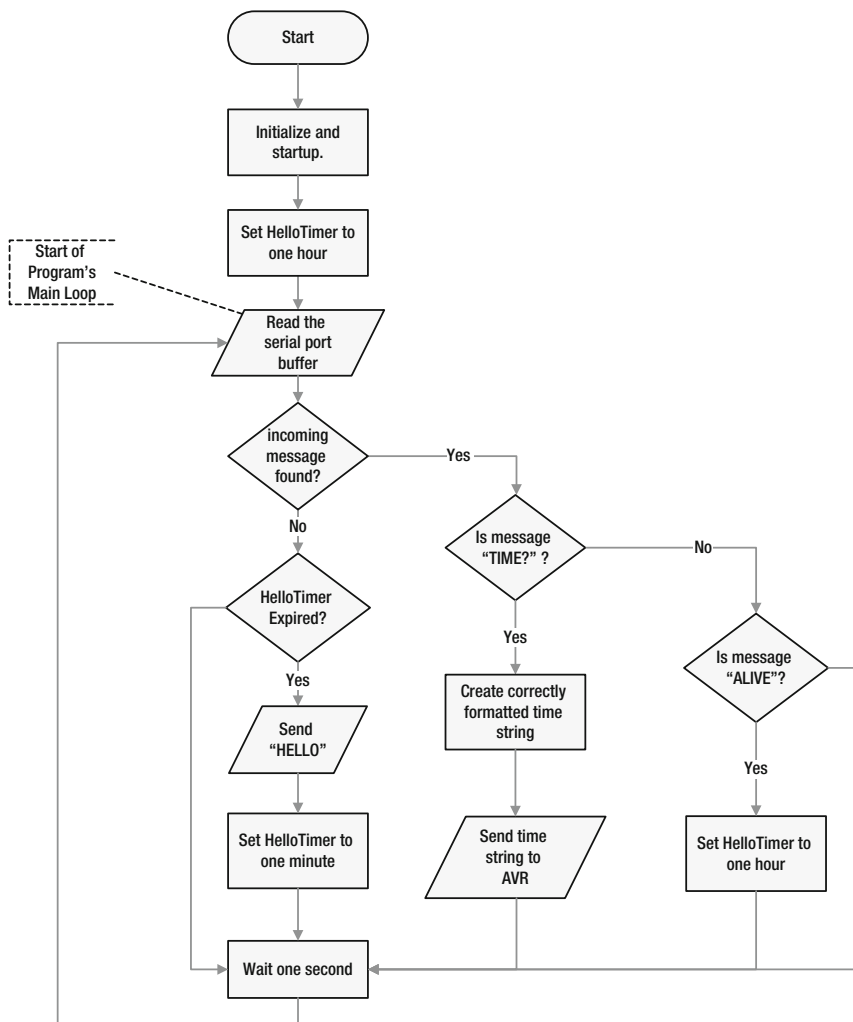 Start
Initialize and
startup.
Set HelloTimer to
one hour
Start of
Program's
Main Loop
Read the
serial port
buffer
incoming
message
found?
Yes
No
Is message
“TIME?” ?
No
HelloTimer
Expired?
Yes
Is message
“ALIVE”?
Yes
Create correctly
formatted time
string
Send
“HELLO”
Yes
Set HelloTimer to
one minute
Send time
string to
AVR
Set HelloTimer to
one hour
Wait one second